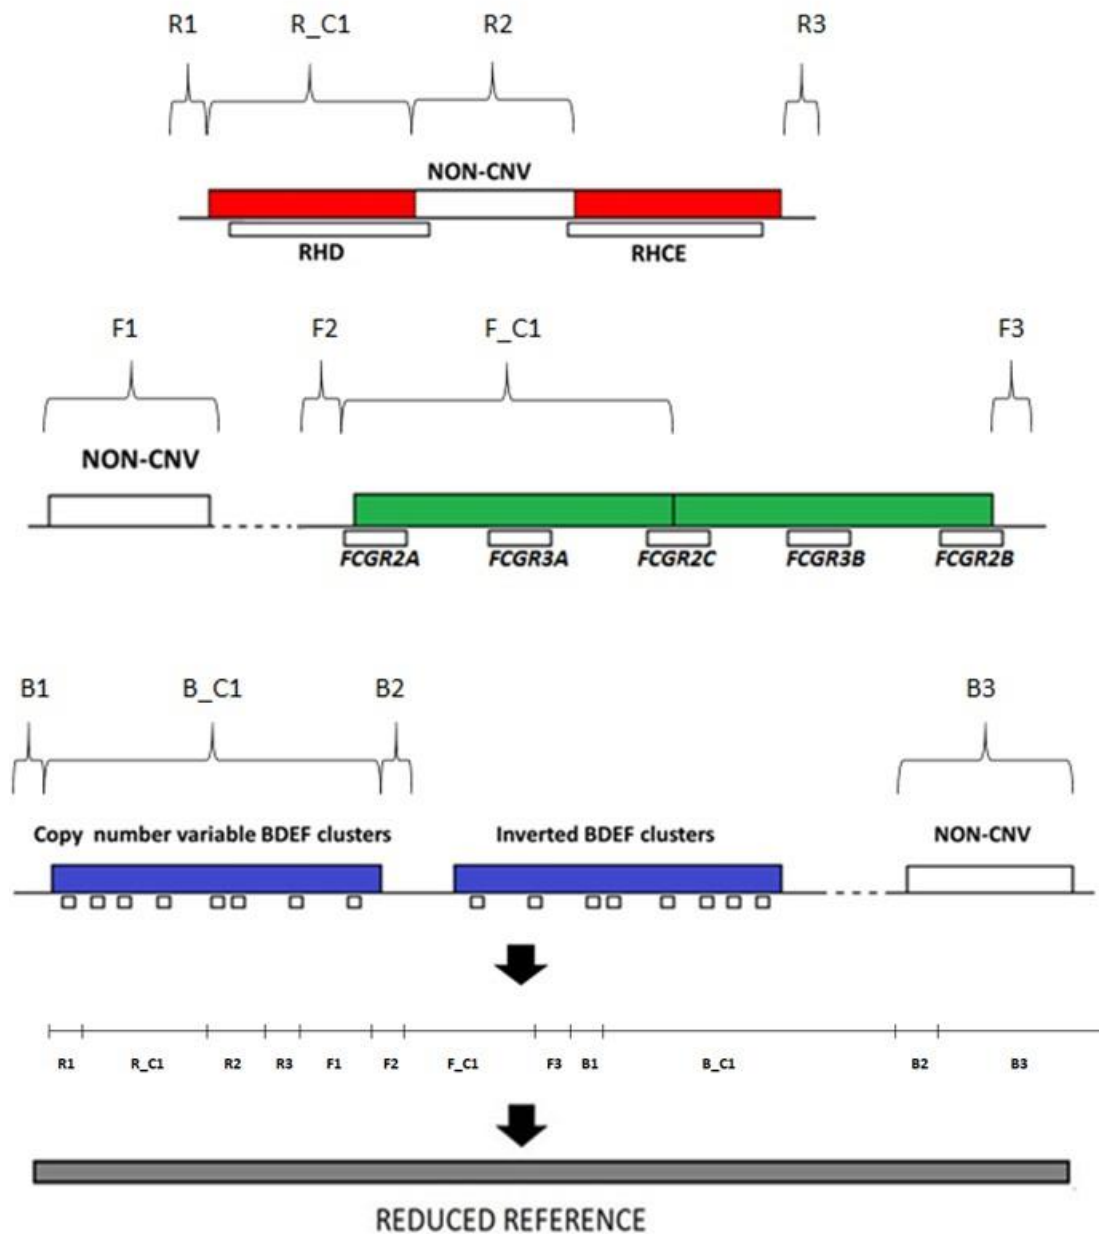 R1 R_C1 R2 R3
NON-CNV
RHD RHCE
F1 F2 F_C1 F3
NON-CNV
FCGR2A FCGR3A FCGR2C FCGR3B FCGR2B
B1 B_C1 B2 B3
Copy number variable BDEF clusters Inverted BDEF clusters NON-CNV
R1 R_C1 R2 R3 F1 F2 F_C1 F3 B1 B_C1 B2 B3
REDUCED REFERENCE